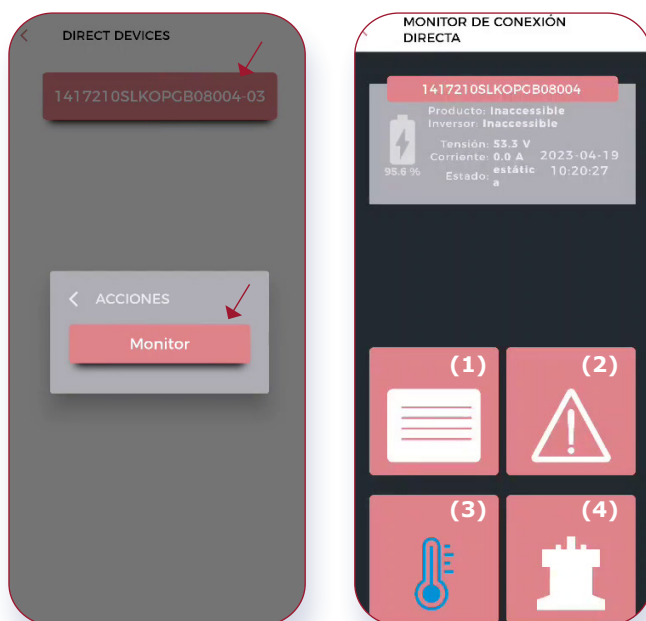 DIRECT DEVICES
1417210SLKOPGB08004-03
ACCIONES
Monitor
MONITOR DE CONEXIÓN
DIRECTA
1417210SLKOPGB08004
Producto: Inaccessible
Inversor: Inaccessible
Tensión: 53.3 V
Corriente: 0.0 A
95.6 %
Estado: estátic
a
2023-04-19
10:20:27
(1)
(2)
(3)
(4)